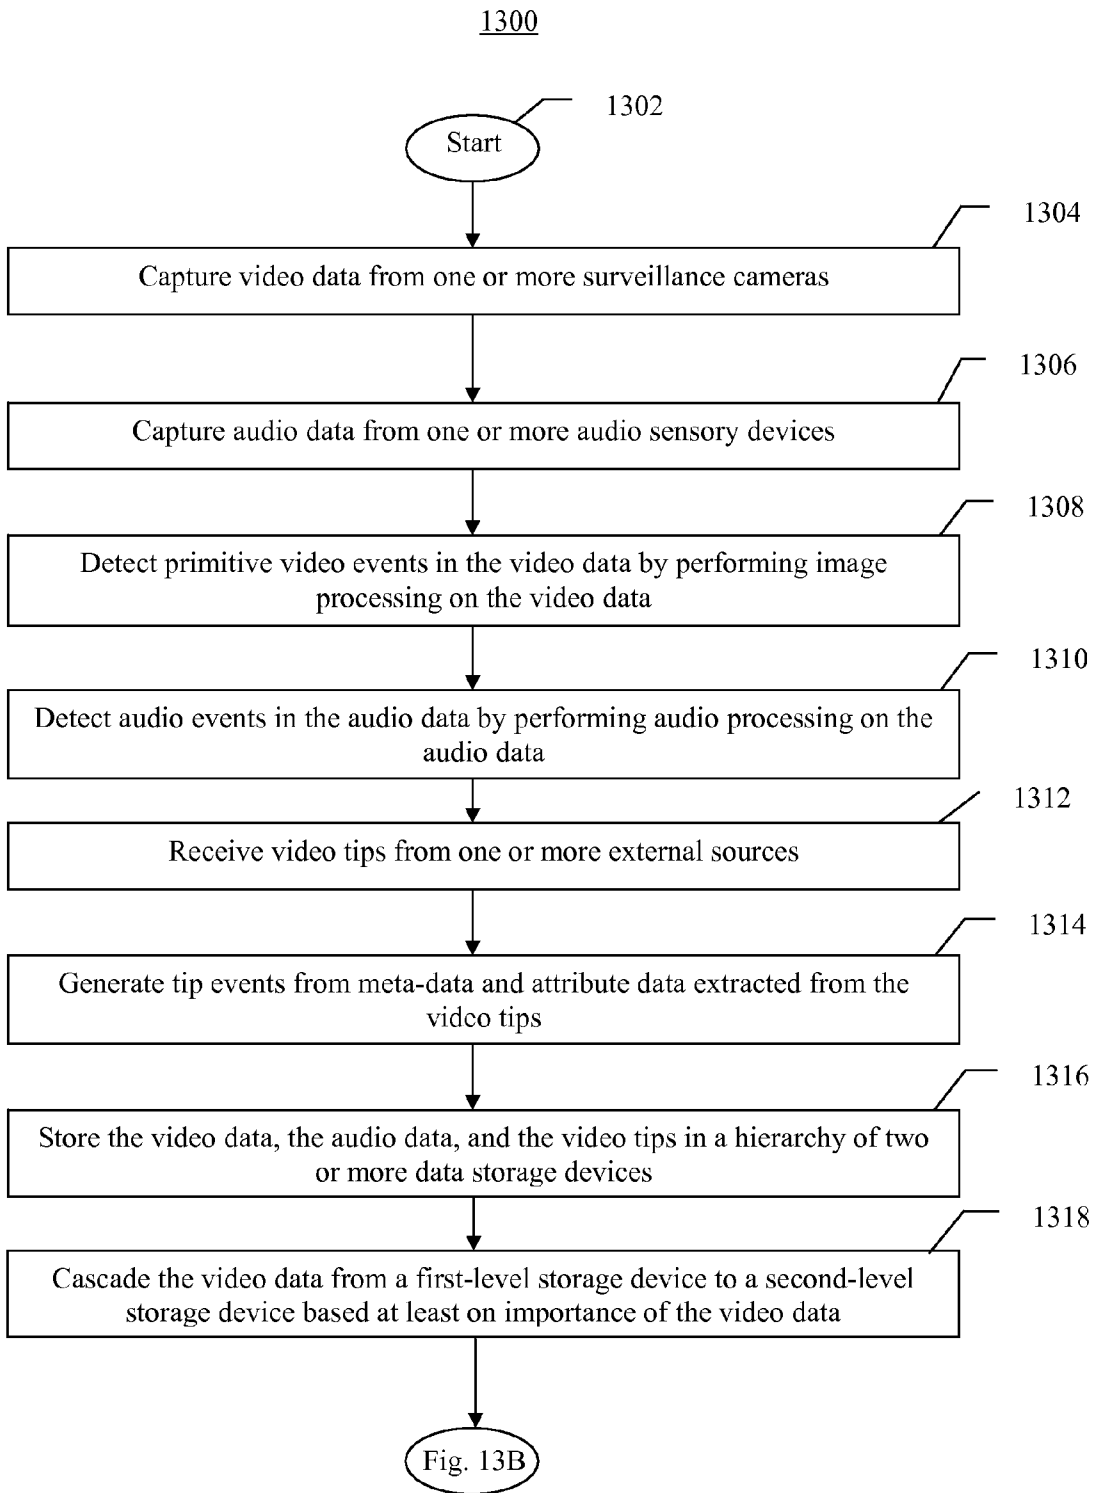 1300
1302
Start
1304
Capture video data from one or more surveillance cameras
1306
Capture audio data from one or more audio sensory devices
1308
Detect primitive video events in the video data by performing image
processing on the video data
1310
Detect audio events in the audio data by performing audio processing on the
audio data
1312
Receive video tips from one or more external sources
1314
Generate tip events from meta-data and attribute data extracted from the
video tips
1316
Store the video data, the audio data, and the video tips in a hierarchy of two
or more data storage devices
1318
Cascade the video data from a first-level storage device to a second-level
storage device based at least on importance of the video data
Fig. 13B